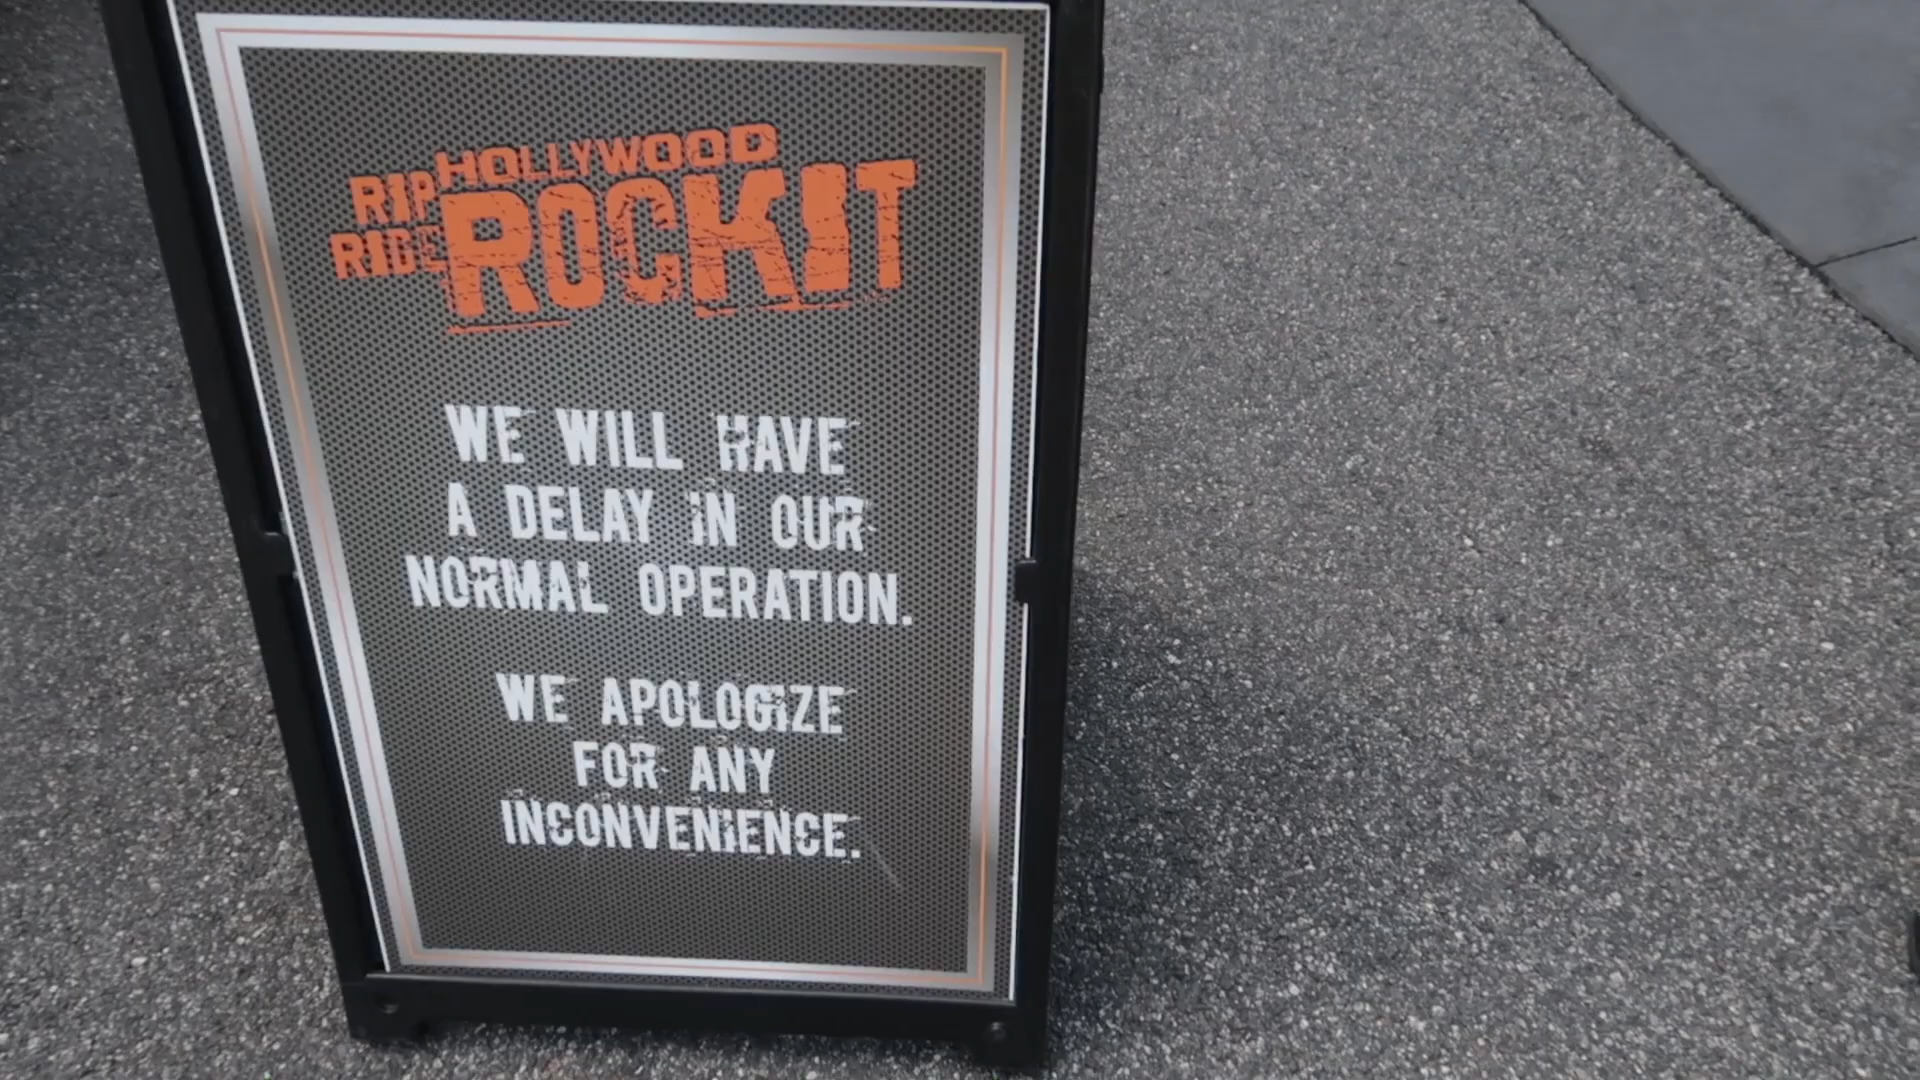 HOLLYWOOD
RIP RIDE ROCKIT
WE WILL HAVE
A DELAY IN OUR
NORMAL OPERATION.
WE APOLOGIZE
FOR ANY
INCONVENIENCE.